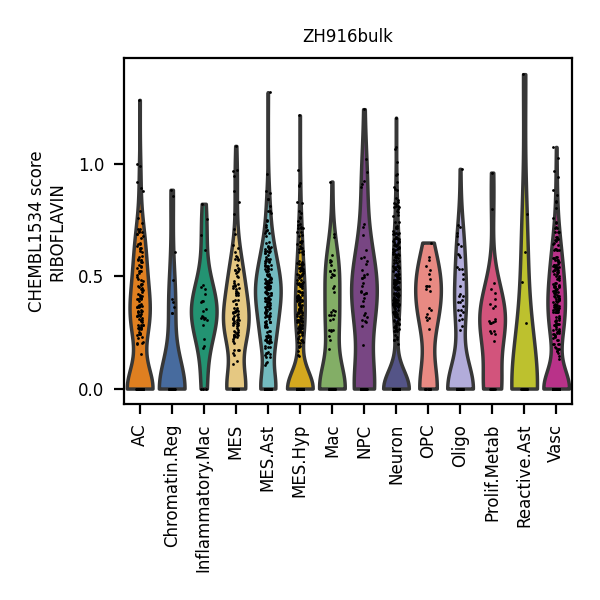 ZH916bulk
CHEMBL1534 score
RIBOFLAVIN
1.0
0.5
0.0
AC
Chromatin.Reg
Inflammatory.Mac
MES
MES.Ast
MES.Hyp
Mac
NPC
Neuron
OPC
Oligo
Prolif.Metab
Reactive.Ast
Vasc